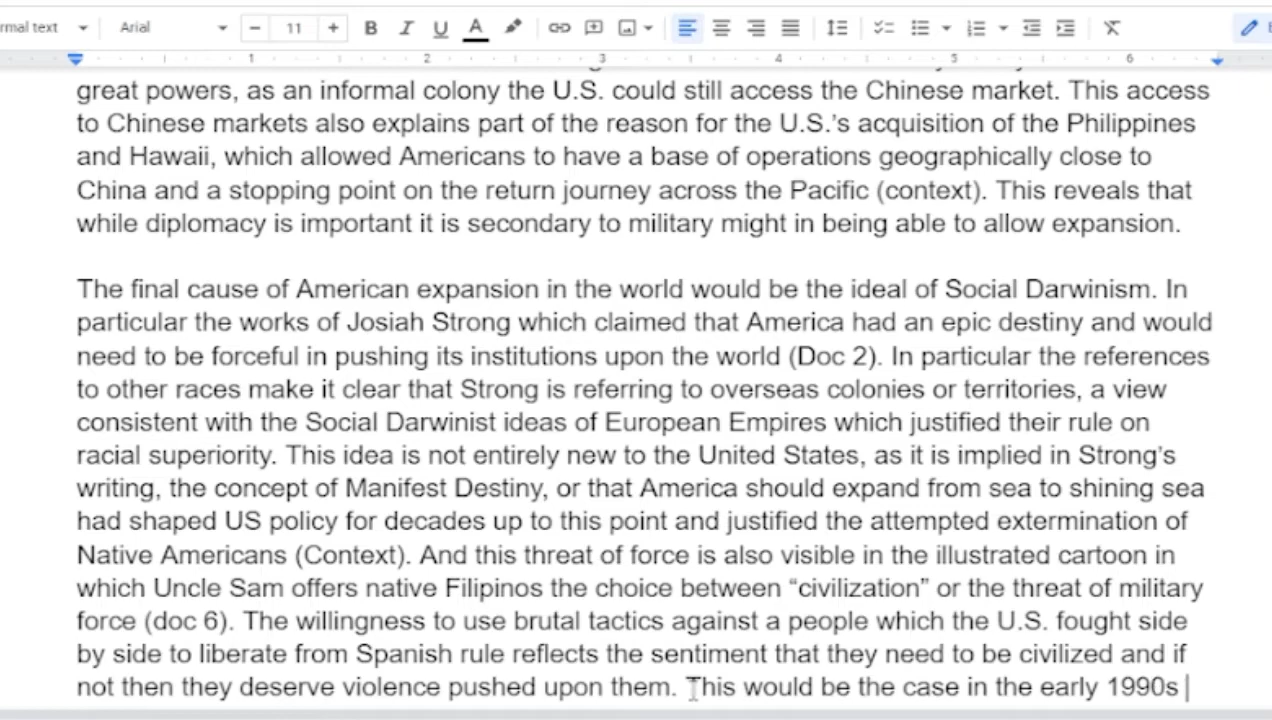 rmal text Arial 11 B I U A
1 2 3 4 5 6
great powers, as an informal colony the U.S. could still access the Chinese market. This access
to Chinese markets also explains part of the reason for the U.S.’s acquisition of the Philippines
and Hawaii, which allowed Americans to have a base of operations geographically close to
China and a stopping point on the return journey across the Pacific (context). This reveals that
while diplomacy is important it is secondary to military might in being able to allow expansion.
The final cause of American expansion in the world would be the ideal of Social Darwinism. In
particular the works of Josiah Strong which claimed that America had an epic destiny and would
need to be forceful in pushing its institutions upon the world (Doc 2). In particular the references
to other races make it clear that Strong is referring to overseas colonies or territories, a view
consistent with the Social Darwinist ideas of European Empires which justified their rule on
racial superiority. This idea is not entirely new to the United States, as it is implied in Strong’s
writing, the concept of Manifest Destiny, or that America should expand from sea to shining sea
had shaped US policy for decades up to this point and justified the attempted extermination of
Native Americans (Context). And this threat of force is also visible in the illustrated cartoon in
which Uncle Sam offers native Filipinos the choice between “civilization” or the threat of military
force (doc 6). The willingness to use brutal tactics against a people which the U.S. fought side
by side to liberate from Spanish rule reflects the sentiment that they need to be civilized and if
not then they deserve violence pushed upon them. This would be the case in the early 1990s